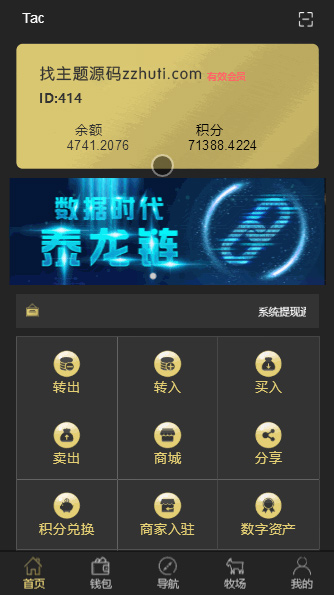 Tac
找主题源码zzhuti.com 有效会员
ID:414
余额 积分
4741.2076 71388.4224
数据时代
泰龙链
系统提现
转出 转入 买入
卖出 商城 分享
积分兑换 商家入驻 数字资产
首页 钱包 导航 牧场 我的